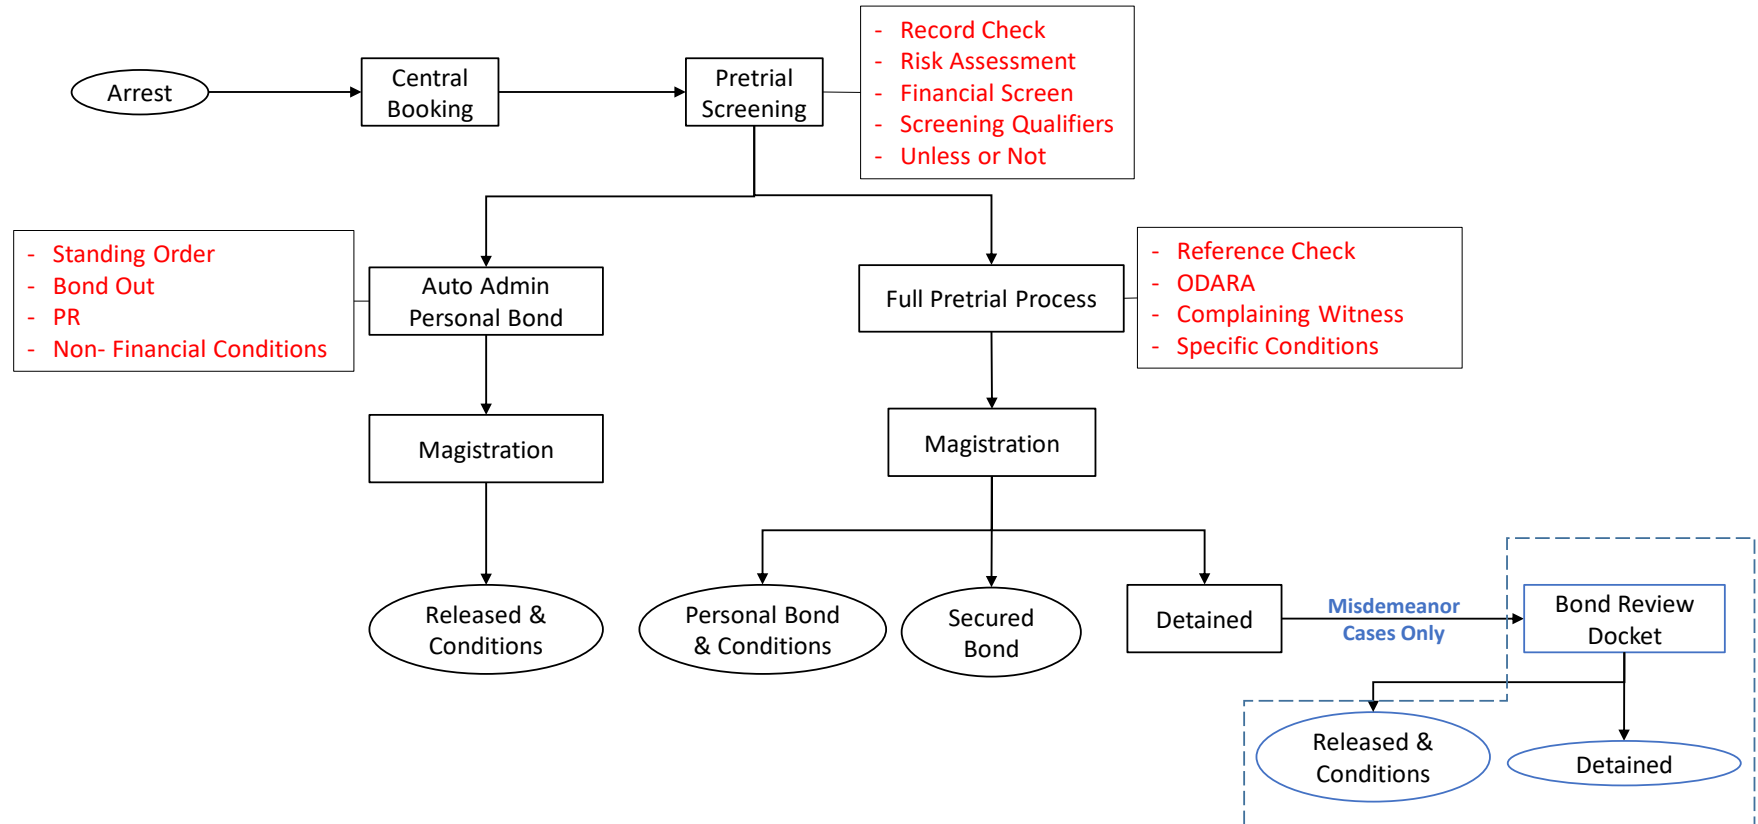 Arrest
Central
Booking
Pretrial
Screening
- Record Check
- Risk Assessment
- Financial Screen
- Screening Qualifiers
- Unless or Not
- Standing Order
- Bond Out
- PR
- Non- Financial Conditions
Auto Admin
Personal Bond
Full Pretrial Process
- Reference Check
- ODARA
- Complaining Witness
- Specific Conditions
Magistration
Magistration
Released &
Conditions
Personal Bond
& Conditions
Secured
Bond
Detained
Misdemeanor
Cases Only
Bond Review
Docket
Released &
Conditions
Detained